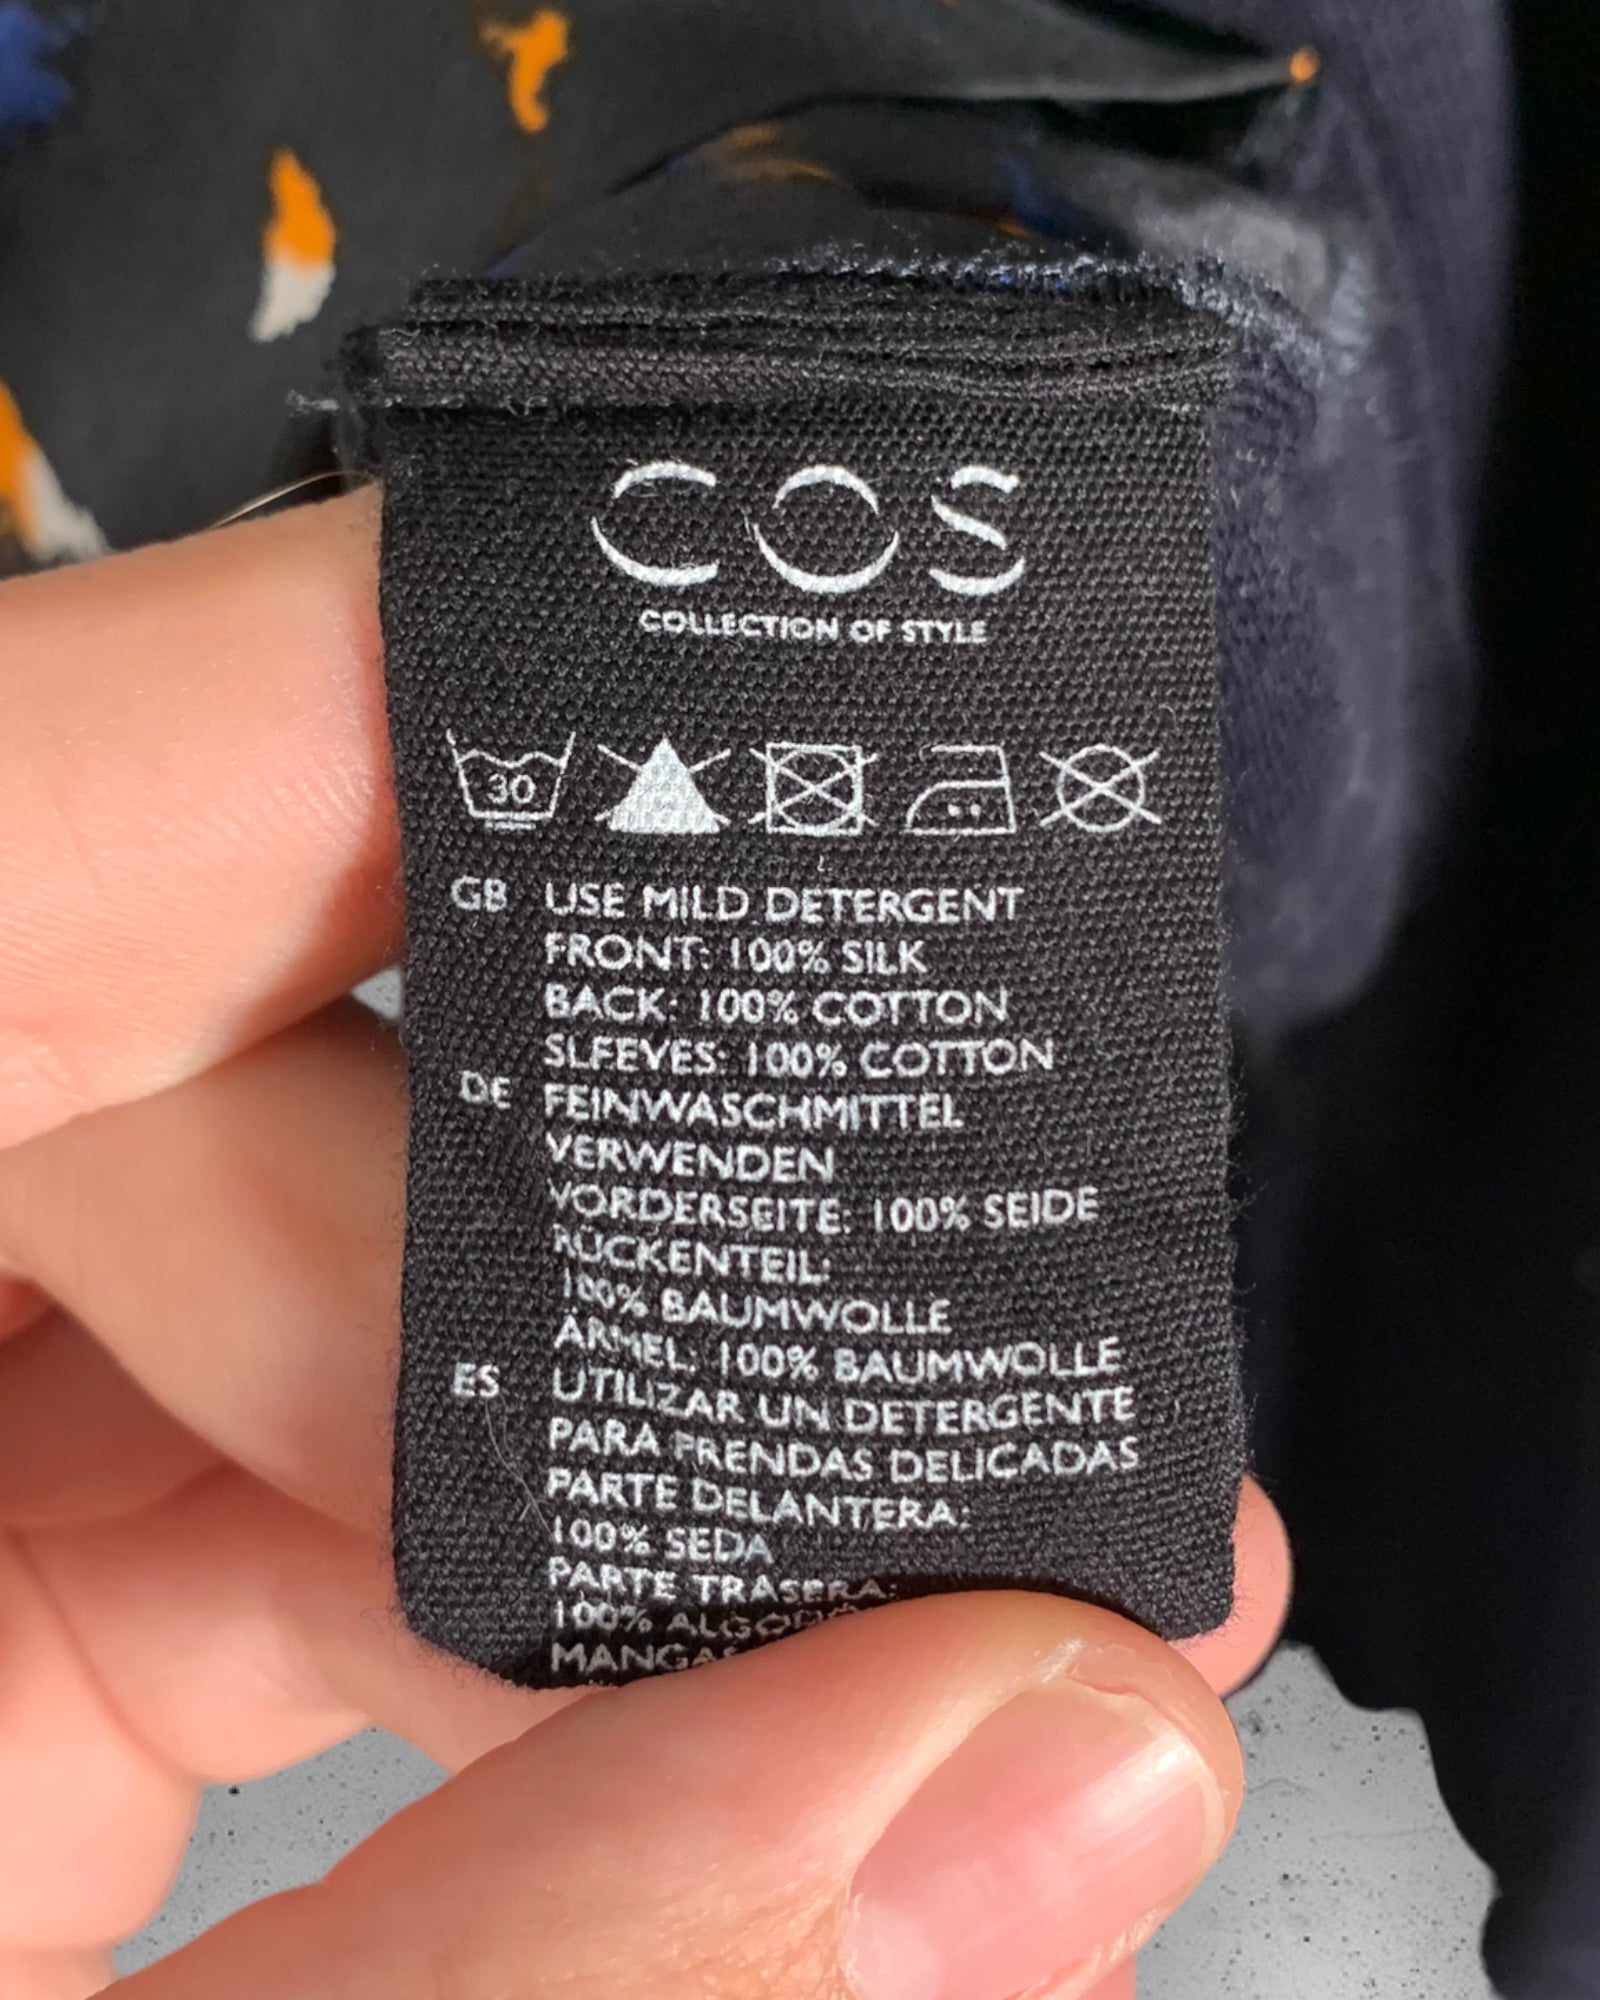 COS
COLLECTION OF STYLE
30
GB USE MILD DETERGENT
FRONT: 100% SILK
BACK: 100% COTTON
SLEEVES: 100% COTTON
DE FEINWASCHMITTEL
VERWENDEN
VORDERSEITE: 100% SEIDE
RÜCKENTEIL:
100% BAUMWOLLE
ÄRMEL: 100% BAUMWOLLE
ES UTILIZAR UN DETERGENTE
PARA PRENDAS DELICADAS
PARTE DELANTERA:
100% SEDA
PARTE TRASERA:
100%